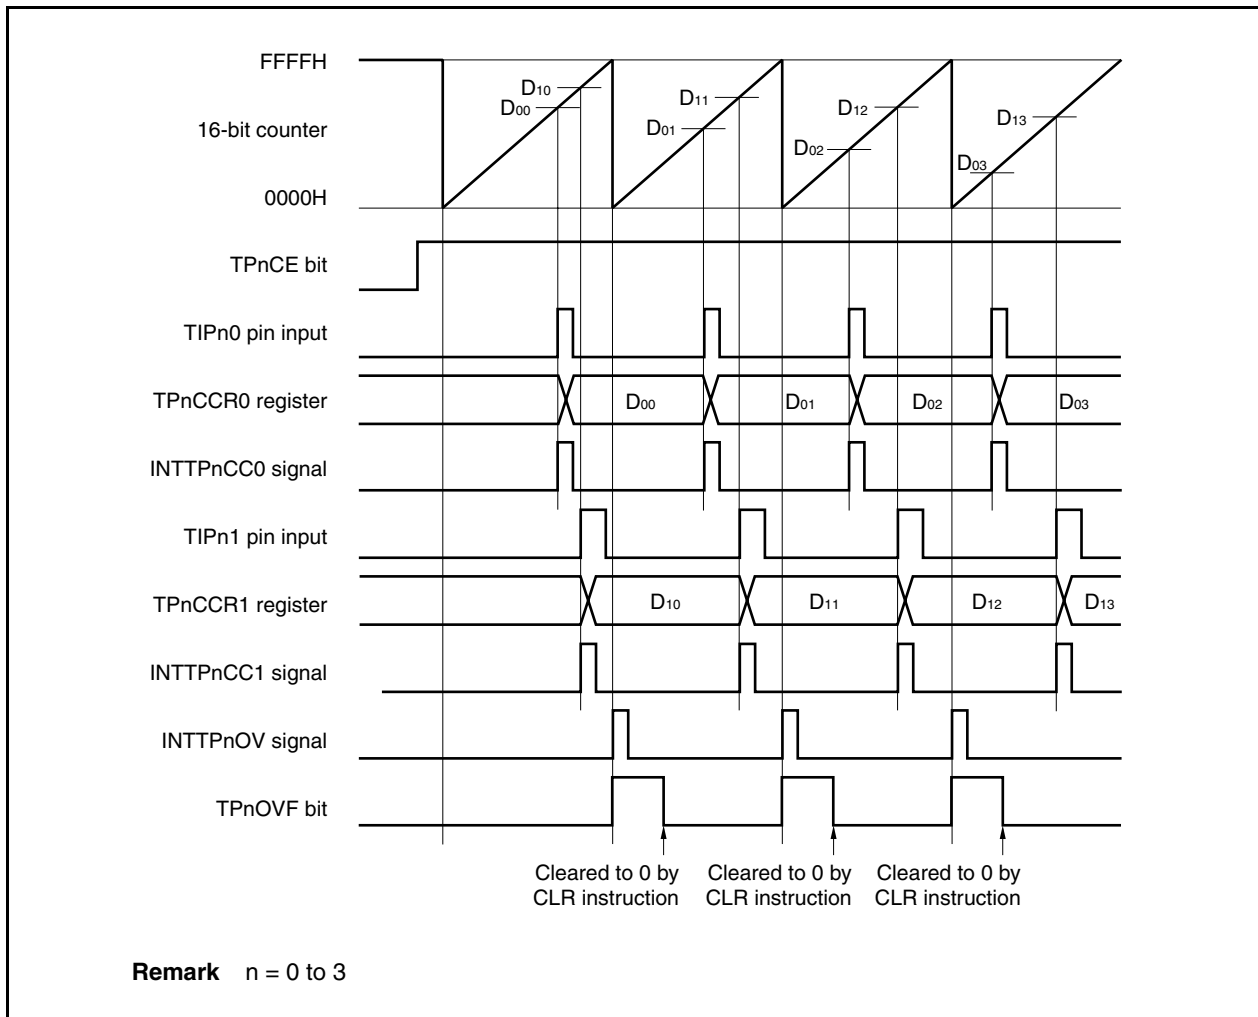 FFFFH
D10
D00
D11
D01
D12
D02
D13
D03
16-bit counter
0000H
TPnCE bit
TIPn0 pin input
TPnCCR0 register
D00
D01
D02
D03
INTTPnCC0 signal
TIPn1 pin input
TPnCCR1 register
D10
D11
D12
D13
INTTPnCC1 signal
INTTPnOV signal
TPnOVF bit
Cleared to 0 by
CLR instruction
Cleared to 0 by
CLR instruction
Cleared to 0 by
CLR instruction
Remark n = 0 to 3